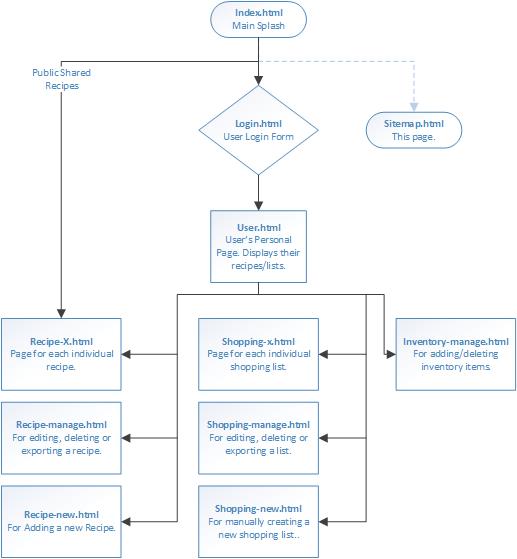 Index.html
Main Splash
Public Shared
Recipes
Login.html
User Login Form
Sitemap.html
This page.
User.html
User's Personal
Page. Displays their
recipes/lists.
Recipe-X.html
Page for each individual
recipe.
Shopping-x.html
Page for each individual
shopping list.
Inventory-manage.html
For adding/deleting
inventory items.
Recipe-manage.html
For editing, deleting or
exporting a recipe.
Shopping-manage.html
For editing, deleting or
exporting a list.
Recipe-new.html
For Adding a new Recipe.
Shopping-new.html
For manually creating a
new shopping list..